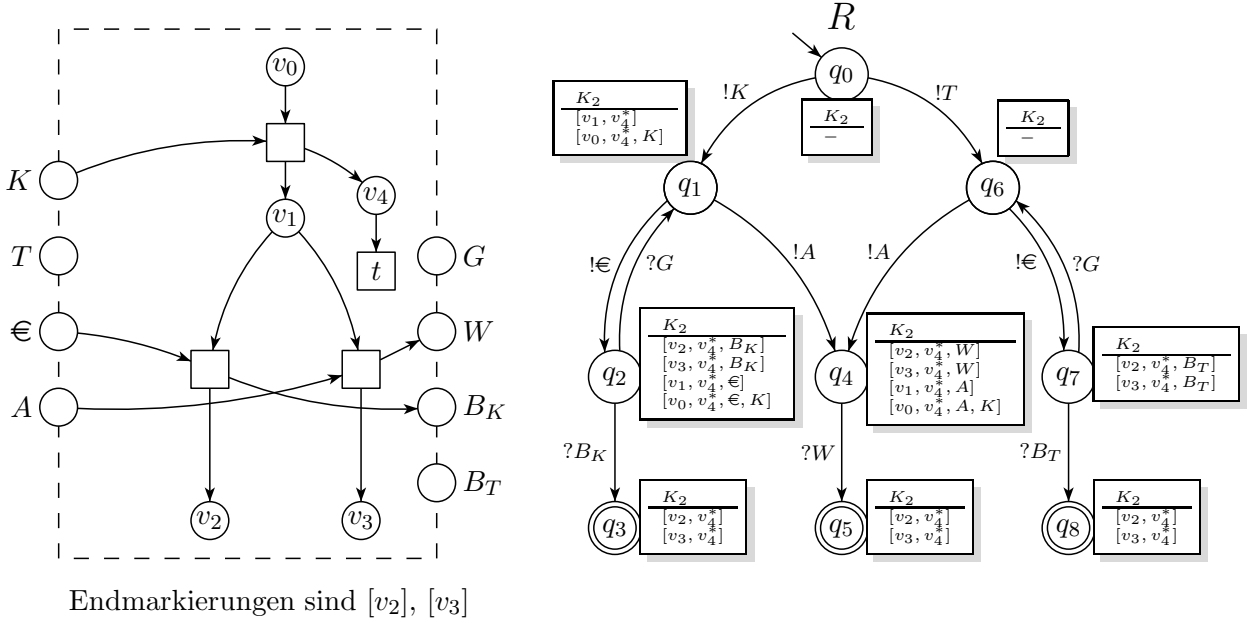 R
v₀
q₀
K₂
[v₁, v₄*]
[v₀, v₄*, K]
!K
!T
K₂
−
K₂
−
K
v₄
q₁
q₆
v₁
T
t
G
!€
?G
!A
!A
!€
?G
€
W
q₂
K₂
[v₂, v₄*, B_K]
[v₃, v₄*, B_K]
[v₁, v₄*, €]
[v₀, v₄*, €, K]
q₄
K₂
[v₂, v₄*, W]
[v₃, v₄*, W]
[v₁, v₄*, A]
[v₀, v₄*, A, K]
q₇
K₂
[v₂, v₄*, B_T]
[v₃, v₄*, B_T]
A
B_K
?B_K
?W
?B_T
B_T
v₂
v₃
q₃
K₂
[v₂, v₄*]
[v₃, v₄*]
q₅
K₂
[v₂, v₄*]
[v₃, v₄*]
q₈
K₂
[v₂, v₄*]
[v₃, v₄*]
Endmarkierungen sind [v₂], [v₃]